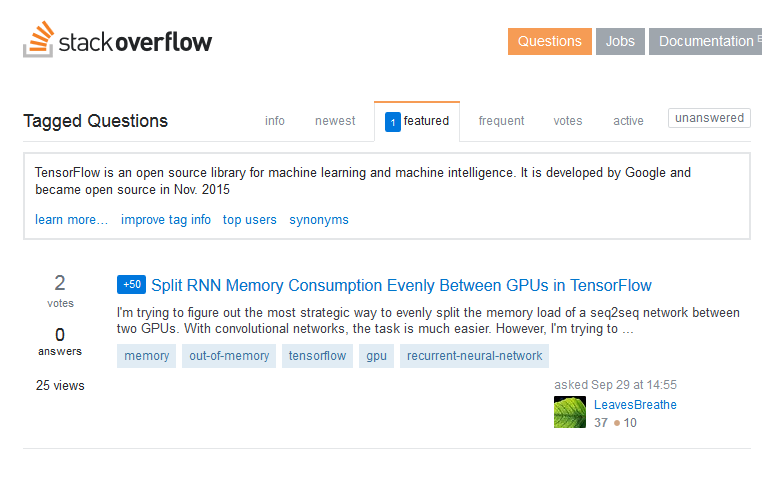 stackoverflow
Questions Jobs Documentation
Tagged Questions info newest 1 featured frequent votes active unanswered
TensorFlow is an open source library for machine learning and machine intelligence. It is developed by Google and
became open source in Nov. 2015
learn more… improve tag info top users synonyms
2
votes
0
answers
25 views
+50 Split RNN Memory Consumption Evenly Between GPUs in TensorFlow
I'm trying to figure out the most strategic way to evenly split the memory load of a seq2seq network between
two GPUs. With convolutional networks, the task is much easier. However, I'm trying to …
memory out-of-memory tensorflow gpu recurrent-neural-network
asked Sep 29 at 14:55
LeavesBreathe
37 10